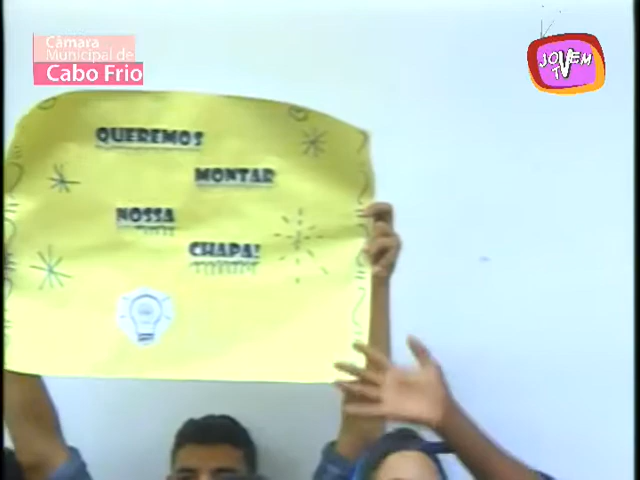 Câmara
Municipal de
Cabo Frio
JOVEM
TV
QUEREMOS
MONTAR
NOSSA
CHAPA!